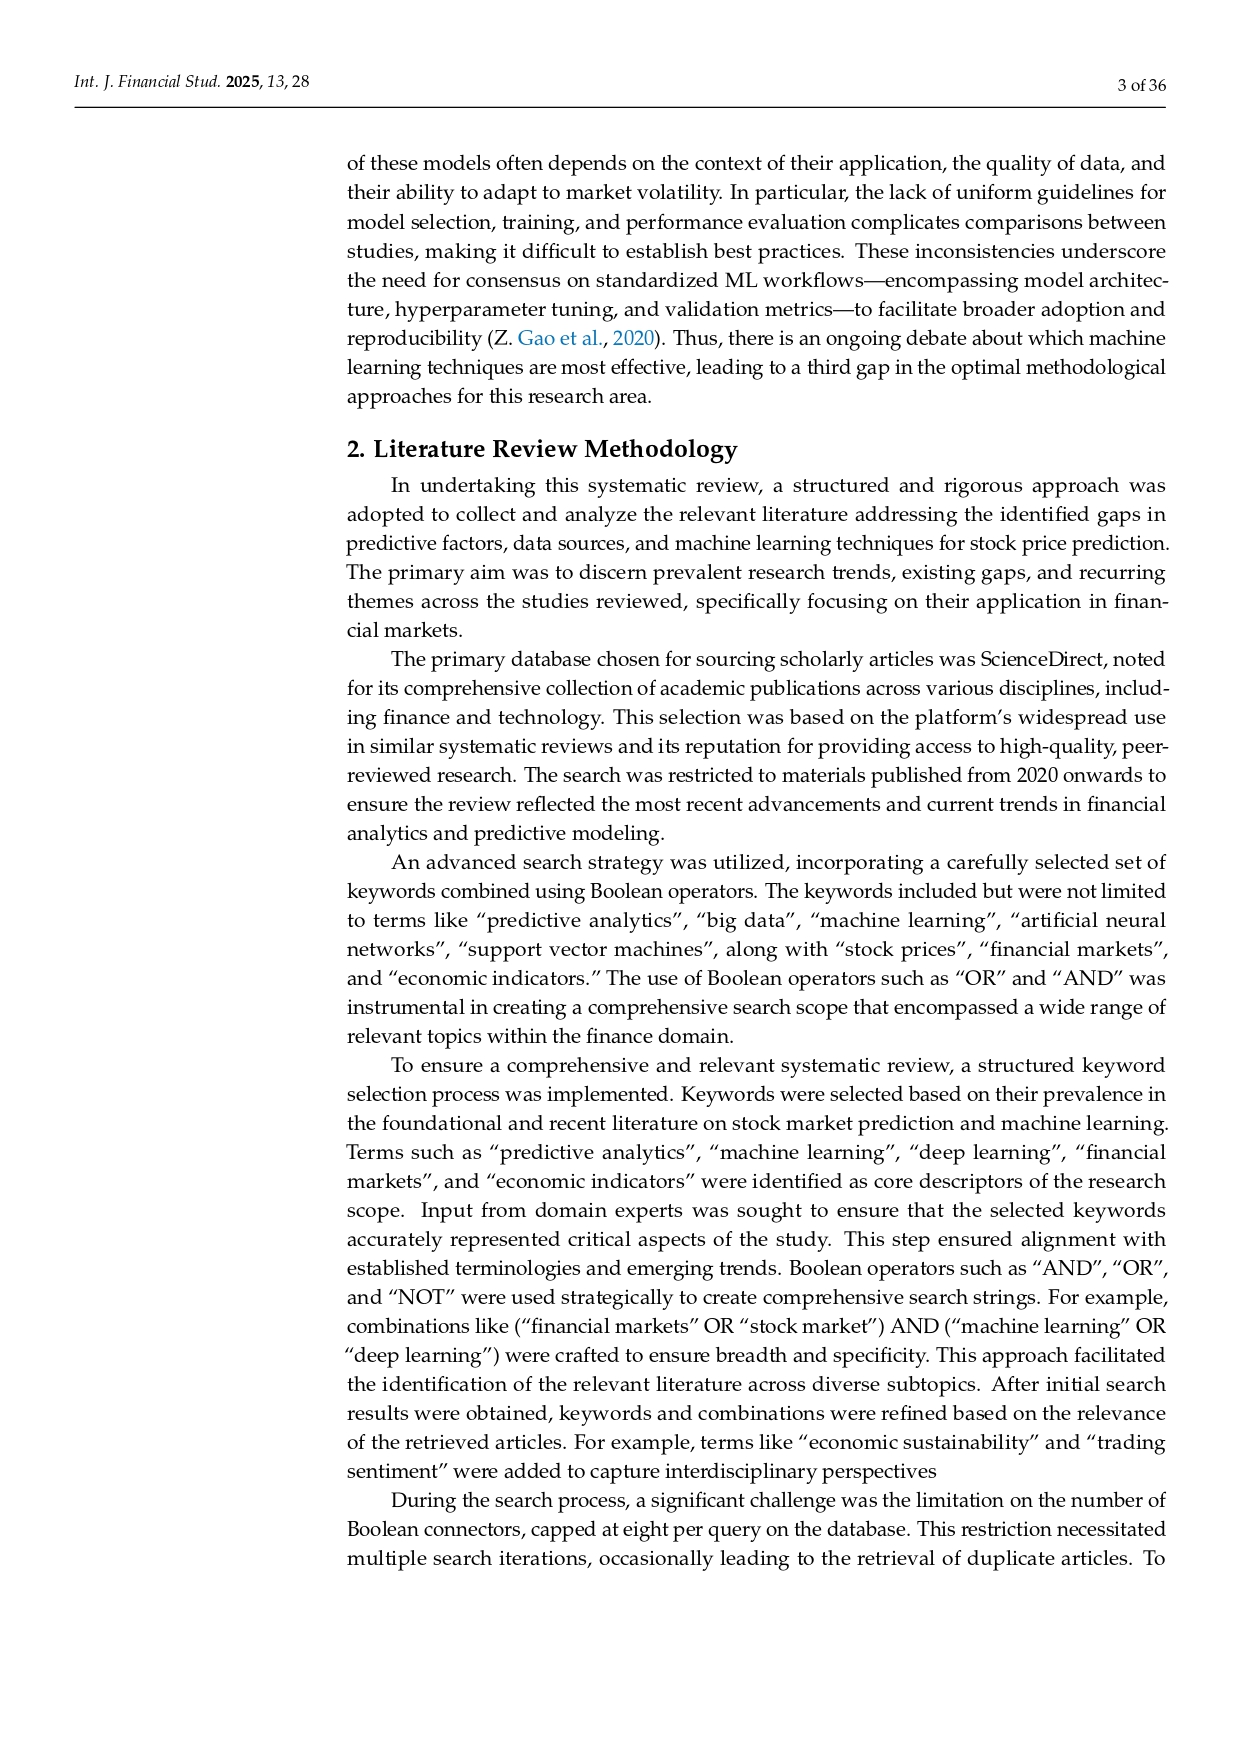 Int. J. Financial Stud. 2025, 13, 28
3 of 36
of these models often depends on the context of their application, the quality of data, and
their ability to adapt to market volatility. In particular, the lack of uniform guidelines for
model selection, training, and performance evaluation complicates comparisons between
studies, making it difficult to establish best practices. These inconsistencies underscore
the need for consensus on standardized ML workflows—encompassing model architec-
ture, hyperparameter tuning, and validation metrics—to facilitate broader adoption and
reproducibility (Z. Gao et al., 2020). Thus, there is an ongoing debate about which machine
learning techniques are most effective, leading to a third gap in the optimal methodological
approaches for this research area.
2. Literature Review Methodology
In undertaking this systematic review, a structured and rigorous approach was
adopted to collect and analyze the relevant literature addressing the identified gaps in
predictive factors, data sources, and machine learning techniques for stock price prediction.
The primary aim was to discern prevalent research trends, existing gaps, and recurring
themes across the studies reviewed, specifically focusing on their application in finan-
cial markets.
The primary database chosen for sourcing scholarly articles was ScienceDirect, noted
for its comprehensive collection of academic publications across various disciplines, includ-
ing finance and technology. This selection was based on the platform’s widespread use
in similar systematic reviews and its reputation for providing access to high-quality, peer-
reviewed research. The search was restricted to materials published from 2020 onwards to
ensure the review reflected the most recent advancements and current trends in financial
analytics and predictive modeling.
An advanced search strategy was utilized, incorporating a carefully selected set of
keywords combined using Boolean operators. The keywords included but were not limited
to terms like “predictive analytics”, “big data”, “machine learning”, “artificial neural
networks”, “support vector machines”, along with “stock prices”, “financial markets”,
and “economic indicators.” The use of Boolean operators such as “OR” and “AND” was
instrumental in creating a comprehensive search scope that encompassed a wide range of
relevant topics within the finance domain.
To ensure a comprehensive and relevant systematic review, a structured keyword
selection process was implemented. Keywords were selected based on their prevalence in
the foundational and recent literature on stock market prediction and machine learning.
Terms such as “predictive analytics”, “machine learning”, “deep learning”, “financial
markets”, and “economic indicators” were identified as core descriptors of the research
scope. Input from domain experts was sought to ensure that the selected keywords
accurately represented critical aspects of the study. This step ensured alignment with
established terminologies and emerging trends. Boolean operators such as “AND”, “OR”,
and “NOT” were used strategically to create comprehensive search strings. For example,
combinations like (“financial markets” OR “stock market”) AND (“machine learning” OR
“deep learning”) were crafted to ensure breadth and specificity. This approach facilitated
the identification of the relevant literature across diverse subtopics. After initial search
results were obtained, keywords and combinations were refined based on the relevance
of the retrieved articles. For example, terms like “economic sustainability” and “trading
sentiment” were added to capture interdisciplinary perspectives
During the search process, a significant challenge was the limitation on the number of
Boolean connectors, capped at eight per query on the database. This restriction necessitated
multiple search iterations, occasionally leading to the retrieval of duplicate articles. To